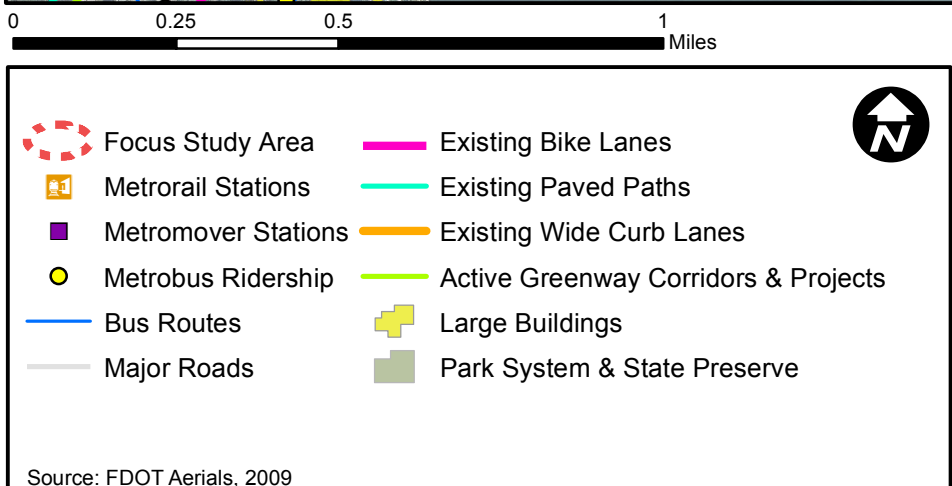 0 0.25 0.5 1
Miles
N
Focus Study Area Existing Bike Lanes
Metrorail Stations Existing Paved Paths
Metromover Stations Existing Wide Curb Lanes
Metrobus Ridership Active Greenway Corridors & Projects
Bus Routes Large Buildings
Major Roads Park System & State Preserve
Source: FDOT Aerials, 2009